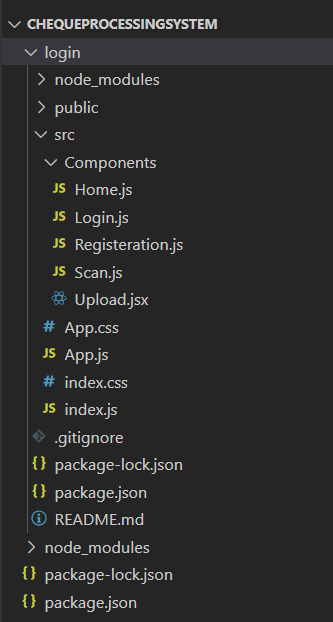 CHEQUEPROCESSINGSYSTEM
login
node_modules
public
src
Components
JS Home.js
JS Login.js
JS Registeration.js
JS Scan.js
Upload.jsx
# App.css
JS App.js
# index.css
JS index.js
.gitignore
{} package-lock.json
{} package.json
README.md
node_modules
{} package-lock.json
{} package.json